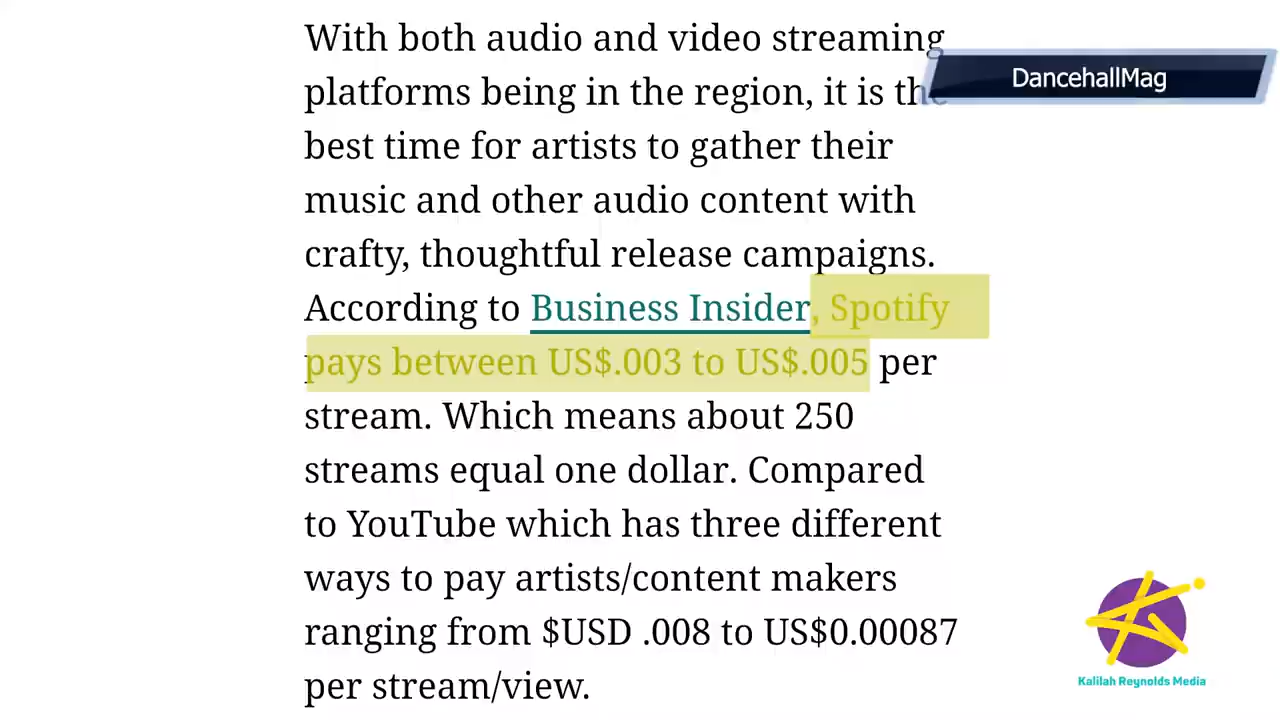 With both audio and video streaming
platforms being in the region, it is the
DancehallMag
best time for artists to gather their
music and other audio content with
crafty, thoughtful release campaigns.
According to Business Insider, Spotify
pays between US$.003 to US$.005 per
stream. Which means about 250
streams equal one dollar. Compared
to YouTube which has three different
ways to pay artists/content makers
ranging from $USD .008 to US$0.00087
per stream/view.
Kalilah Reynolds Media